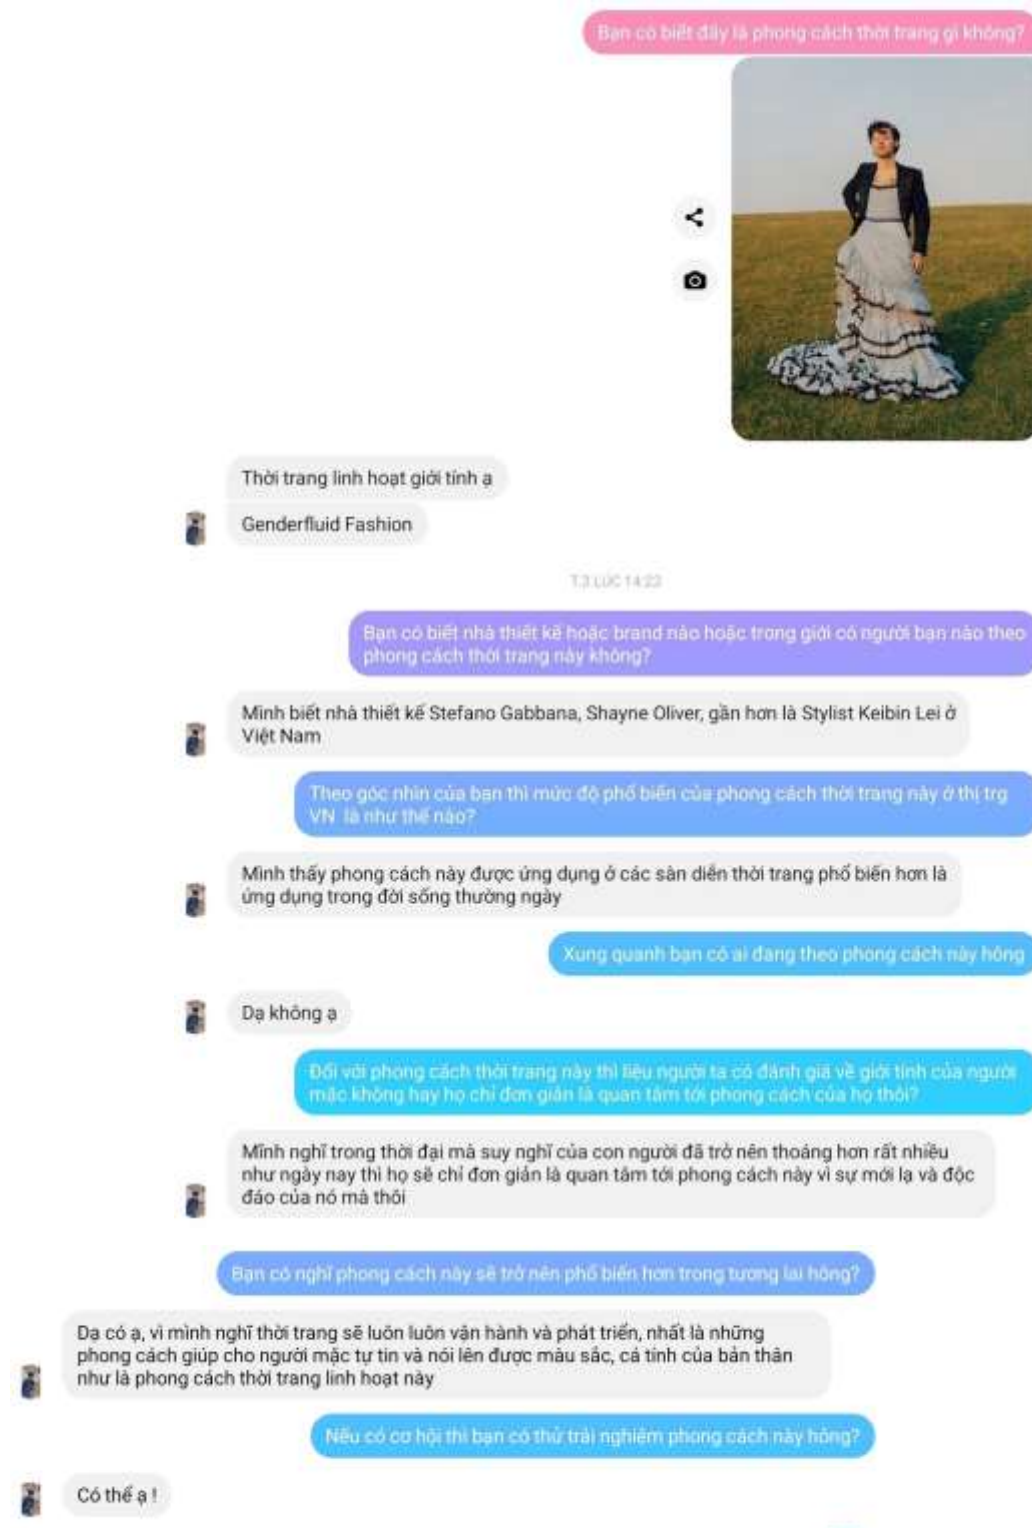 Bạn có biết đây là phong cách thời trang gì không?
Thời trang linh hoạt giới tính ạ
Genderfluid Fashion
T.3 LÚC 14:23
Bạn có biết nhà thiết kế hoặc brand nào hoặc trong giới có người bạn nào theo
phong cách thời trang này không?
Mình biết nhà thiết kế Stefano Gabbana, Shayne Oliver, gần hơn là Stylist Keibin Lei ở
Việt Nam
Theo góc nhìn của bạn thì mức độ phổ biến của phong cách thời trang này ở thị trg
VN là như thế nào?
Mình thấy phong cách này được ứng dụng ở các sàn diễn thời trang phổ biến hơn là
ứng dụng trong đời sống thường ngày
Xung quanh bạn có ai đang theo phong cách này hông
Dạ không ạ
Đối với phong cách thời trang này thì liệu người ta có đánh giá về giới tính của người
mặc không hay họ chỉ đơn giản là quan tâm tới phong cách của họ thôi?
Mình nghĩ trong thời đại mà suy nghĩ của con người đã trở nên thoáng hơn rất nhiều
như ngày nay thì họ sẽ chỉ đơn giản là quan tâm tới phong cách này vì sự mới lạ và độc
đáo của nó mà thôi
Bạn có nghĩ phong cách này sẽ trở nên phổ biến hơn trong tương lai hông?
Dạ có ạ, vì mình nghĩ thời trang sẽ luôn luôn vận hành và phát triển, nhất là những
phong cách giúp cho người mặc tự tin và nói lên được màu sắc, cá tính của bản thân
như là phong cách thời trang linh hoạt này
Nếu có cơ hội thì bạn có thử trải nghiệm phong cách này hông?
Có thể ạ !